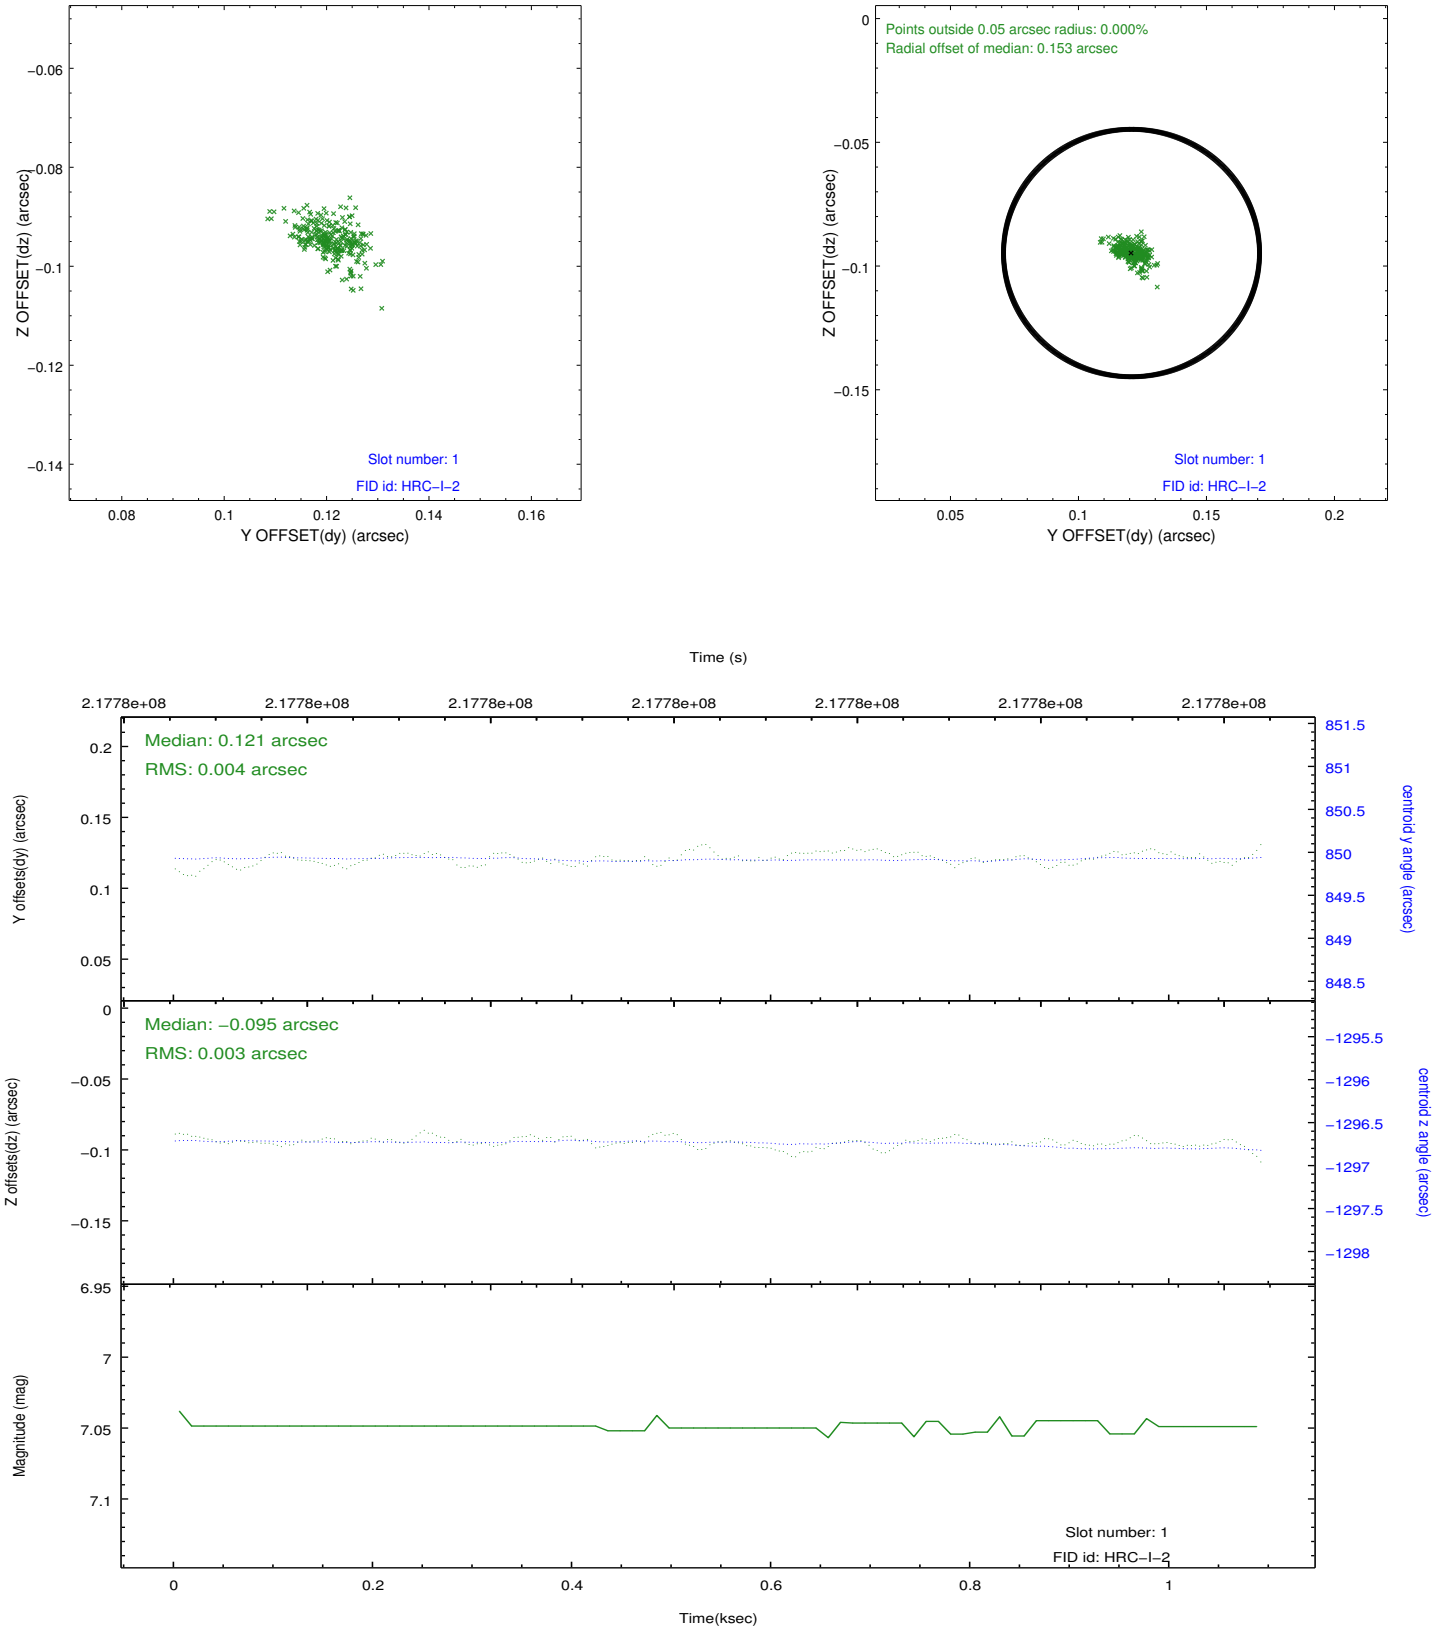 −0.06
−0.08
−0.1
−0.12
−0.14
Z OFFSET(dz) (arcsec)
Slot number: 1
FID id: HRC−I−2
0.08
0.1
0.12
0.14
0.16
Y OFFSET(dy) (arcsec)
Points outside 0.05 arcsec radius: 0.000%
Radial offset of median: 0.153 arcsec
0
−0.05
−0.1
−0.15
Z OFFSET(dz) (arcsec)
Slot number: 1
FID id: HRC−I−2
0.05
0.1
0.15
0.2
Y OFFSET(dy) (arcsec)
Time (s)
2.1778e+08
2.1778e+08
2.1778e+08
2.1778e+08
2.1778e+08
2.1778e+08
2.1778e+08
Median: 0.121 arcsec
RMS: 0.004 arcsec
0.2
0.15
0.1
0.05
Y offsets(dy) (arcsec)
851.5
851
850.5
850
849.5
849
848.5
centroid y angle (arcsec)
Median: −0.095 arcsec
RMS: 0.003 arcsec
0
−0.05
−0.1
−0.15
Z offsets(dz) (arcsec)
−1295.5
−1296
−1296.5
−1297
−1297.5
−1298
centroid z angle (arcsec)
6.95
7
7.05
7.1
Magnitude (mag)
Slot number: 1
FID id: HRC−I−2
0
0.2
0.4
0.6
0.8
1
Time(ksec)